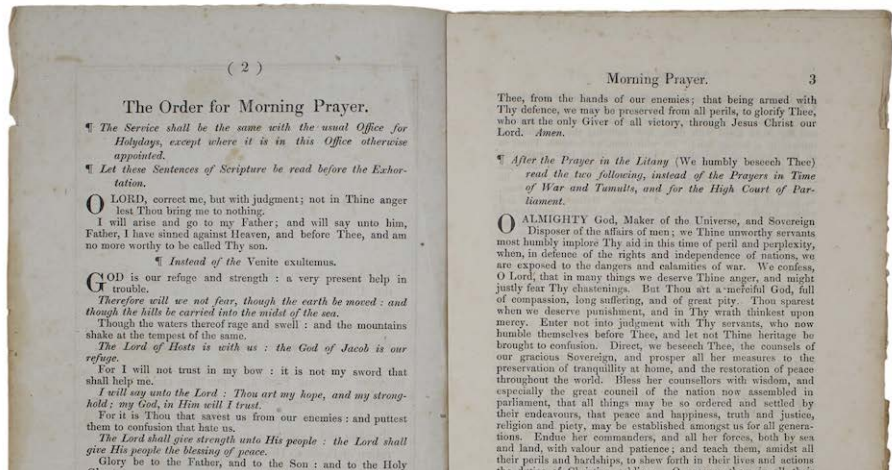 ( 2 )
The Order for Morning Prayer.
¶ The Service shall be the same with the usual Office for
Holydays, except where it is in this Office otherwise
appointed.
¶ Let these Sentences of Scripture be read before the Exhor-
tation.
O LORD, correct me, but with judgment; not in Thine anger
lest Thou bring me to nothing.
I will arise and go to my Father; and will say unto him,
Father, I have sinned against Heaven, and before Thee, and am
no more worthy to be called Thy son.
¶ Instead of the Venite exultemus.
GOD is our refuge and strength : a very present help in
trouble.
Therefore will we not fear, though the earth be moved : and
though the hills be carried into the midst of the sea.
Though the waters thereof rage and swell : and the mountains
shake at the tempest of the same.
The Lord of Hosts is with us : the God of Jacob is our
refuge.
For I will not trust in my bow : it is not my sword that
shall help me.
I will say unto the Lord : Thou art my hope, and my strong-
hold : my God, in Him will I trust.
For it is Thou that savest us from our enemies : and puttest
them to confusion that hate us.
The Lord shall give strength unto His people : the Lord shall
give His people the blessing of peace.
Glory be to the Father, and to the Son : and to the Holy
Morning Prayer. 3
Thee, from the hands of our enemies; that being armed with
Thy defence, we may be preserved from all perils, to glorify Thee,
who art the only Giver of all victory, through Jesus Christ our
Lord. Amen.
¶ After the Prayer in the Litany (We humbly beseech Thee)
read the two following, instead of the Prayers in Time
of War and Tumults, and for the High Court of Par-
liament.
O ALMIGHTY God, Maker of the Universe, and Sovereign
Disposer of the affairs of men; we Thine unworthy servants
most humbly implore Thy aid in this time of peril and perplexity,
when, in defence of the rights and independence of nations, we
are exposed to the dangers and calamities of war. We confess,
O Lord, that in many things we deserve Thine anger, and might
justly fear Thy chastenings. But Thou art a merciful God, full
of compassion, long suffering, and of great pity. Thou sparest
when we deserve punishment, and in Thy wrath thinkest upon
mercy. Enter not into judgment with Thy servants, who now
humble themselves before Thee, and let not Thine heritage be
brought to confusion. Direct, we beseech Thee, the counsels of
our gracious Sovereign, and prosper all her measures to the
preservation of tranquillity at home, and the restoration of peace
throughout the world. Bless her counsellors with wisdom, and
especially the great council of the nation now assembled in
parliament, that all things may be so ordered and settled by
their endeavours, that peace and happiness, truth and justice,
religion and piety, may be established amongst us for all genera-
tions. Endue her commanders, and all her forces, both by sea
and land, with valour and patience; and teach them, amidst all
their perils and hardships, to shew forth in their lives and actions